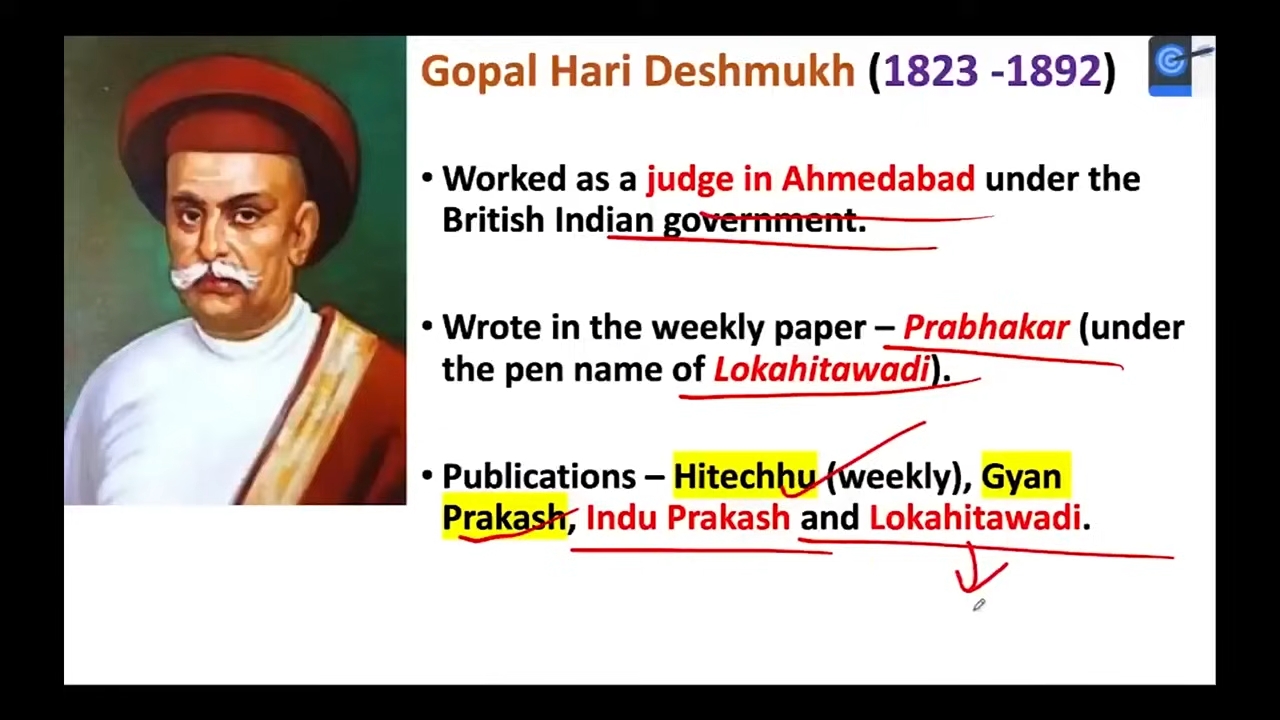 Gopal Hari Deshmukh (1823 -1892)
• Worked as a judge in Ahmedabad under the
British Indian government.
• Wrote in the weekly paper – Prabhakar (under
the pen name of Lokahitawadi).
• Publications – Hitechhu (weekly), Gyan
Prakash, Indu Prakash and Lokahitawadi.